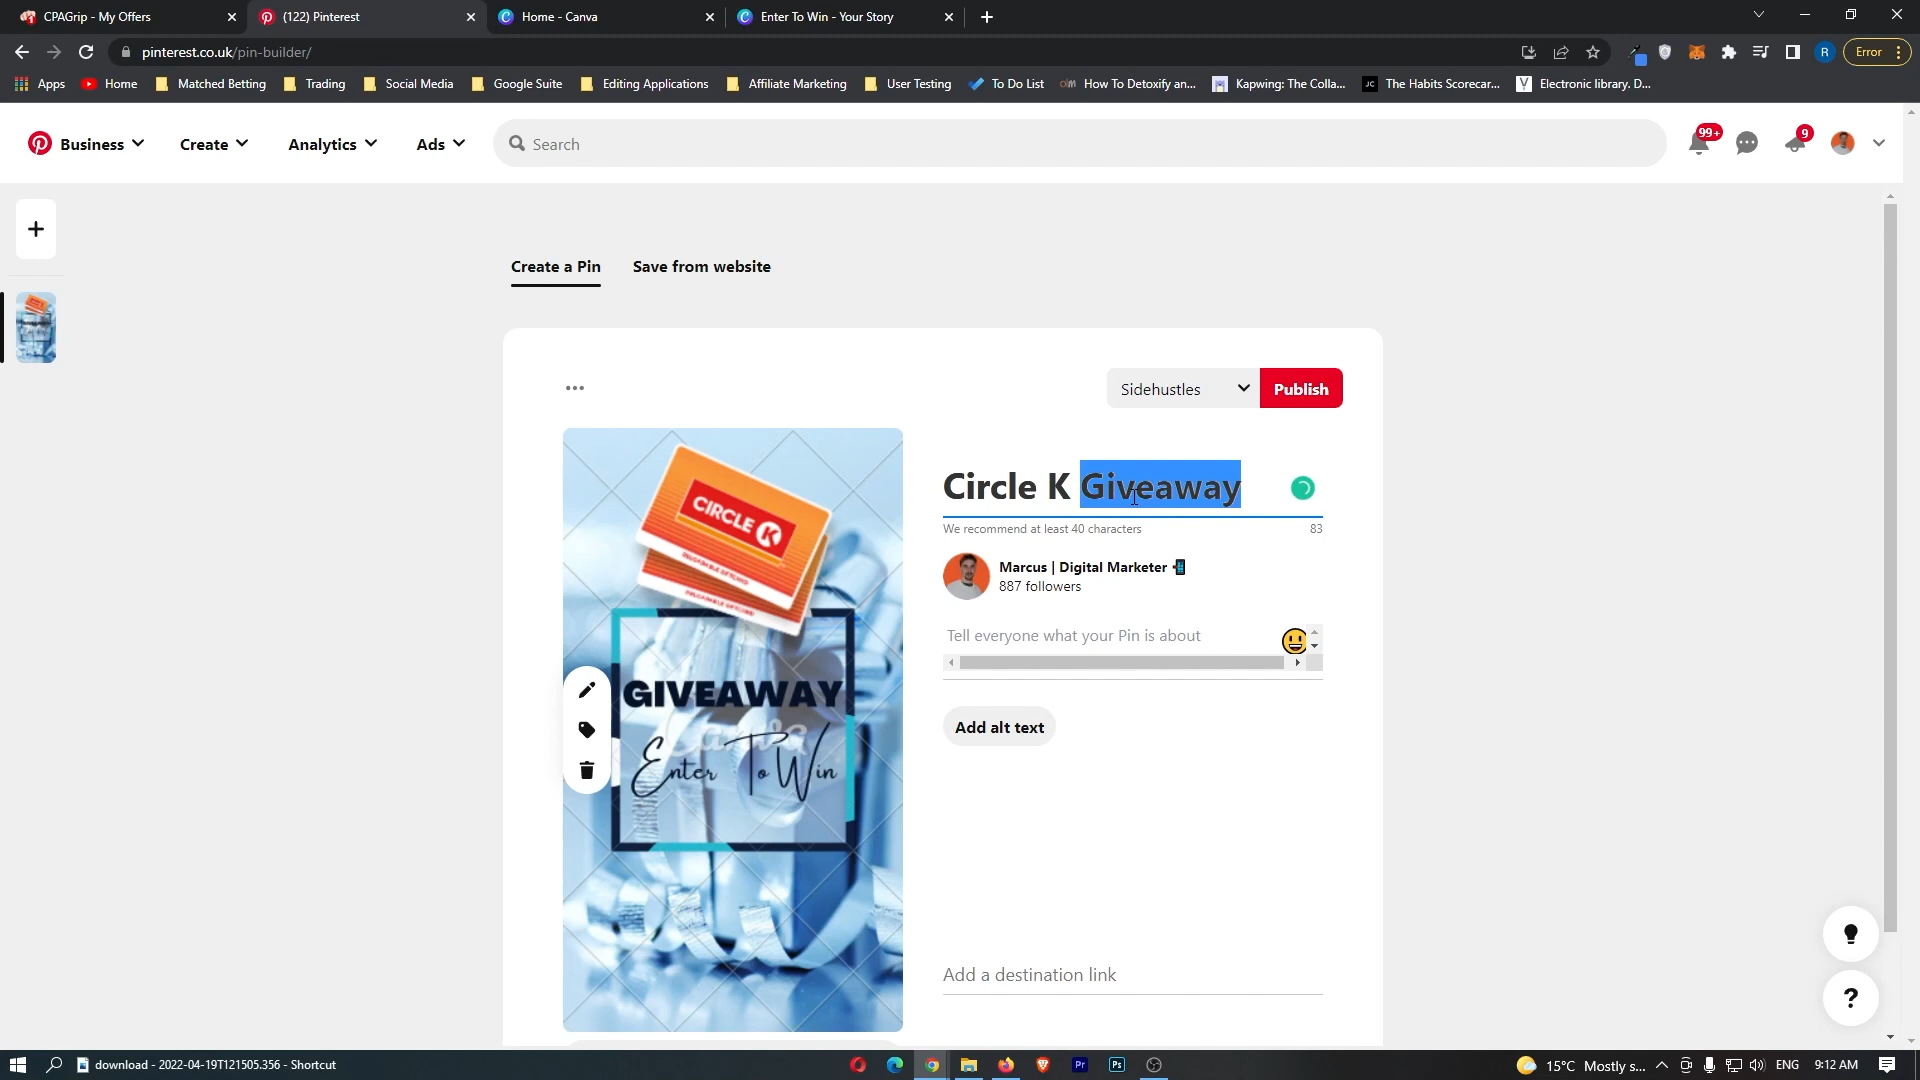 CPAGrip - My Offers
(122) Pinterest
Home - Canva
Enter To Win - Your Story
pinterest.co.uk/pin-builder/
R
Error
Apps
Home
Matched Betting
Trading
Social Media
Google Suite
Editing Applications
Affiliate Marketing
User Testing
To Do List
How To Detoxify an...
Kapwing: The Colla...
The Habits Scorecar...
Electronic library. D...
Business
Create
Analytics
Ads
Search
99+
9
Create a Pin
Save from website
Sidehustles
Publish
CIRCLE K
GIVEAWAY
Canva
Enter To Win
Circle K Giveaway
We recommend at least 40 characters
83
Marcus | Digital Marketer
887 followers
Tell everyone what your Pin is about
Add alt text
Add a destination link
?
download - 2022-04-19T121505.356 - Shortcut
Pr
Ps
15°C Mostly s...
ENG
9:12 AM